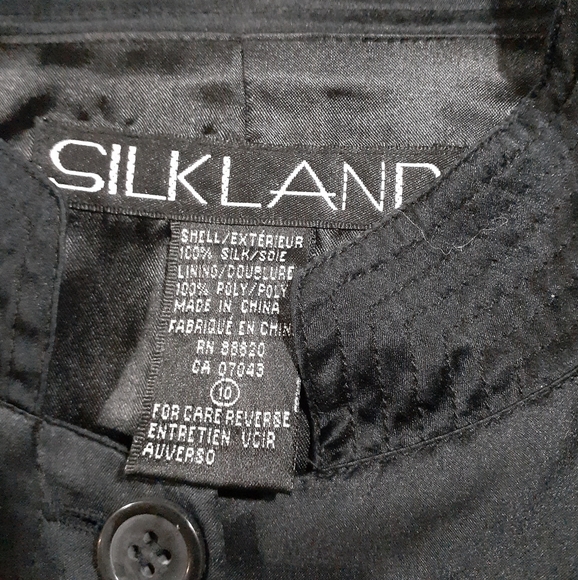 SILKLAND
SHELL/EXTÉRIEUR
100% SILK/SOIE
LINING/DOUBLURE
100% POLY/POLY
MADE IN CHINA
FABRIQUÉ EN CHIN
RN 88820
CA 07043
10
FOR CARE REVERSE
ENTRETIEN VOIR
AUVERSO